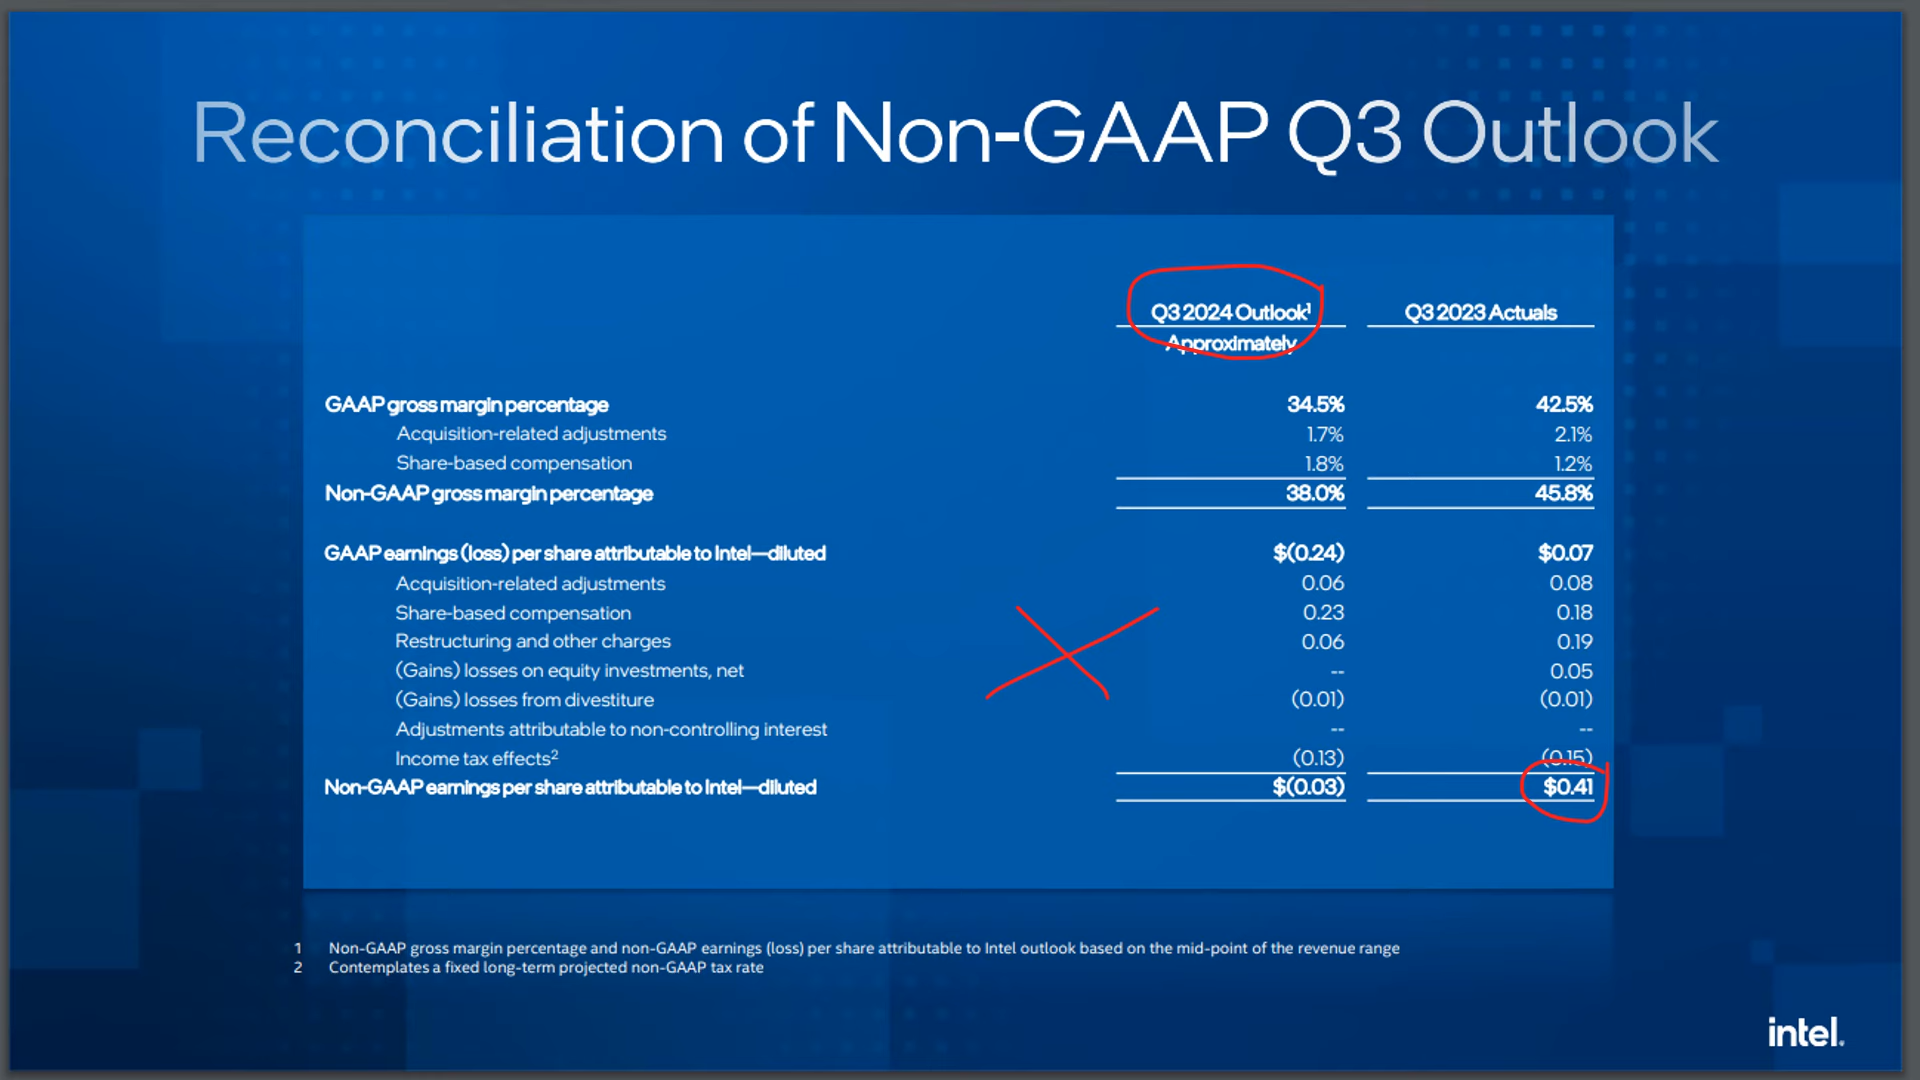 Reconciliation of Non-GAAP Q3 Outlook
Q3 2024 Outlook¹ Q3 2023 Actuals
Approximately
GAAP gross margin percentage 34.5% 42.5%
Acquisition-related adjustments 1.7% 2.1%
Share-based compensation 1.8% 1.2%
Non-GAAP gross margin percentage 38.0% 45.8%
GAAP earnings (loss) per share attributable to Intel—diluted $(0.24) $0.07
Acquisition-related adjustments 0.06 0.08
Share-based compensation 0.23 0.18
Restructuring and other charges 0.06 0.19
(Gains) losses on equity investments, net -- 0.05
(Gains) losses from divestiture (0.01) (0.01)
Adjustments attributable to non-controlling interest -- --
Income tax effects² (0.13) (0.15)
Non-GAAP earnings per share attributable to Intel—diluted $(0.03) $0.41
1 Non-GAAP gross margin percentage and non-GAAP earnings (loss) per share attributable to Intel outlook based on the mid-point of the revenue range
2 Contemplates a fixed long-term projected non-GAAP tax rate
intel.